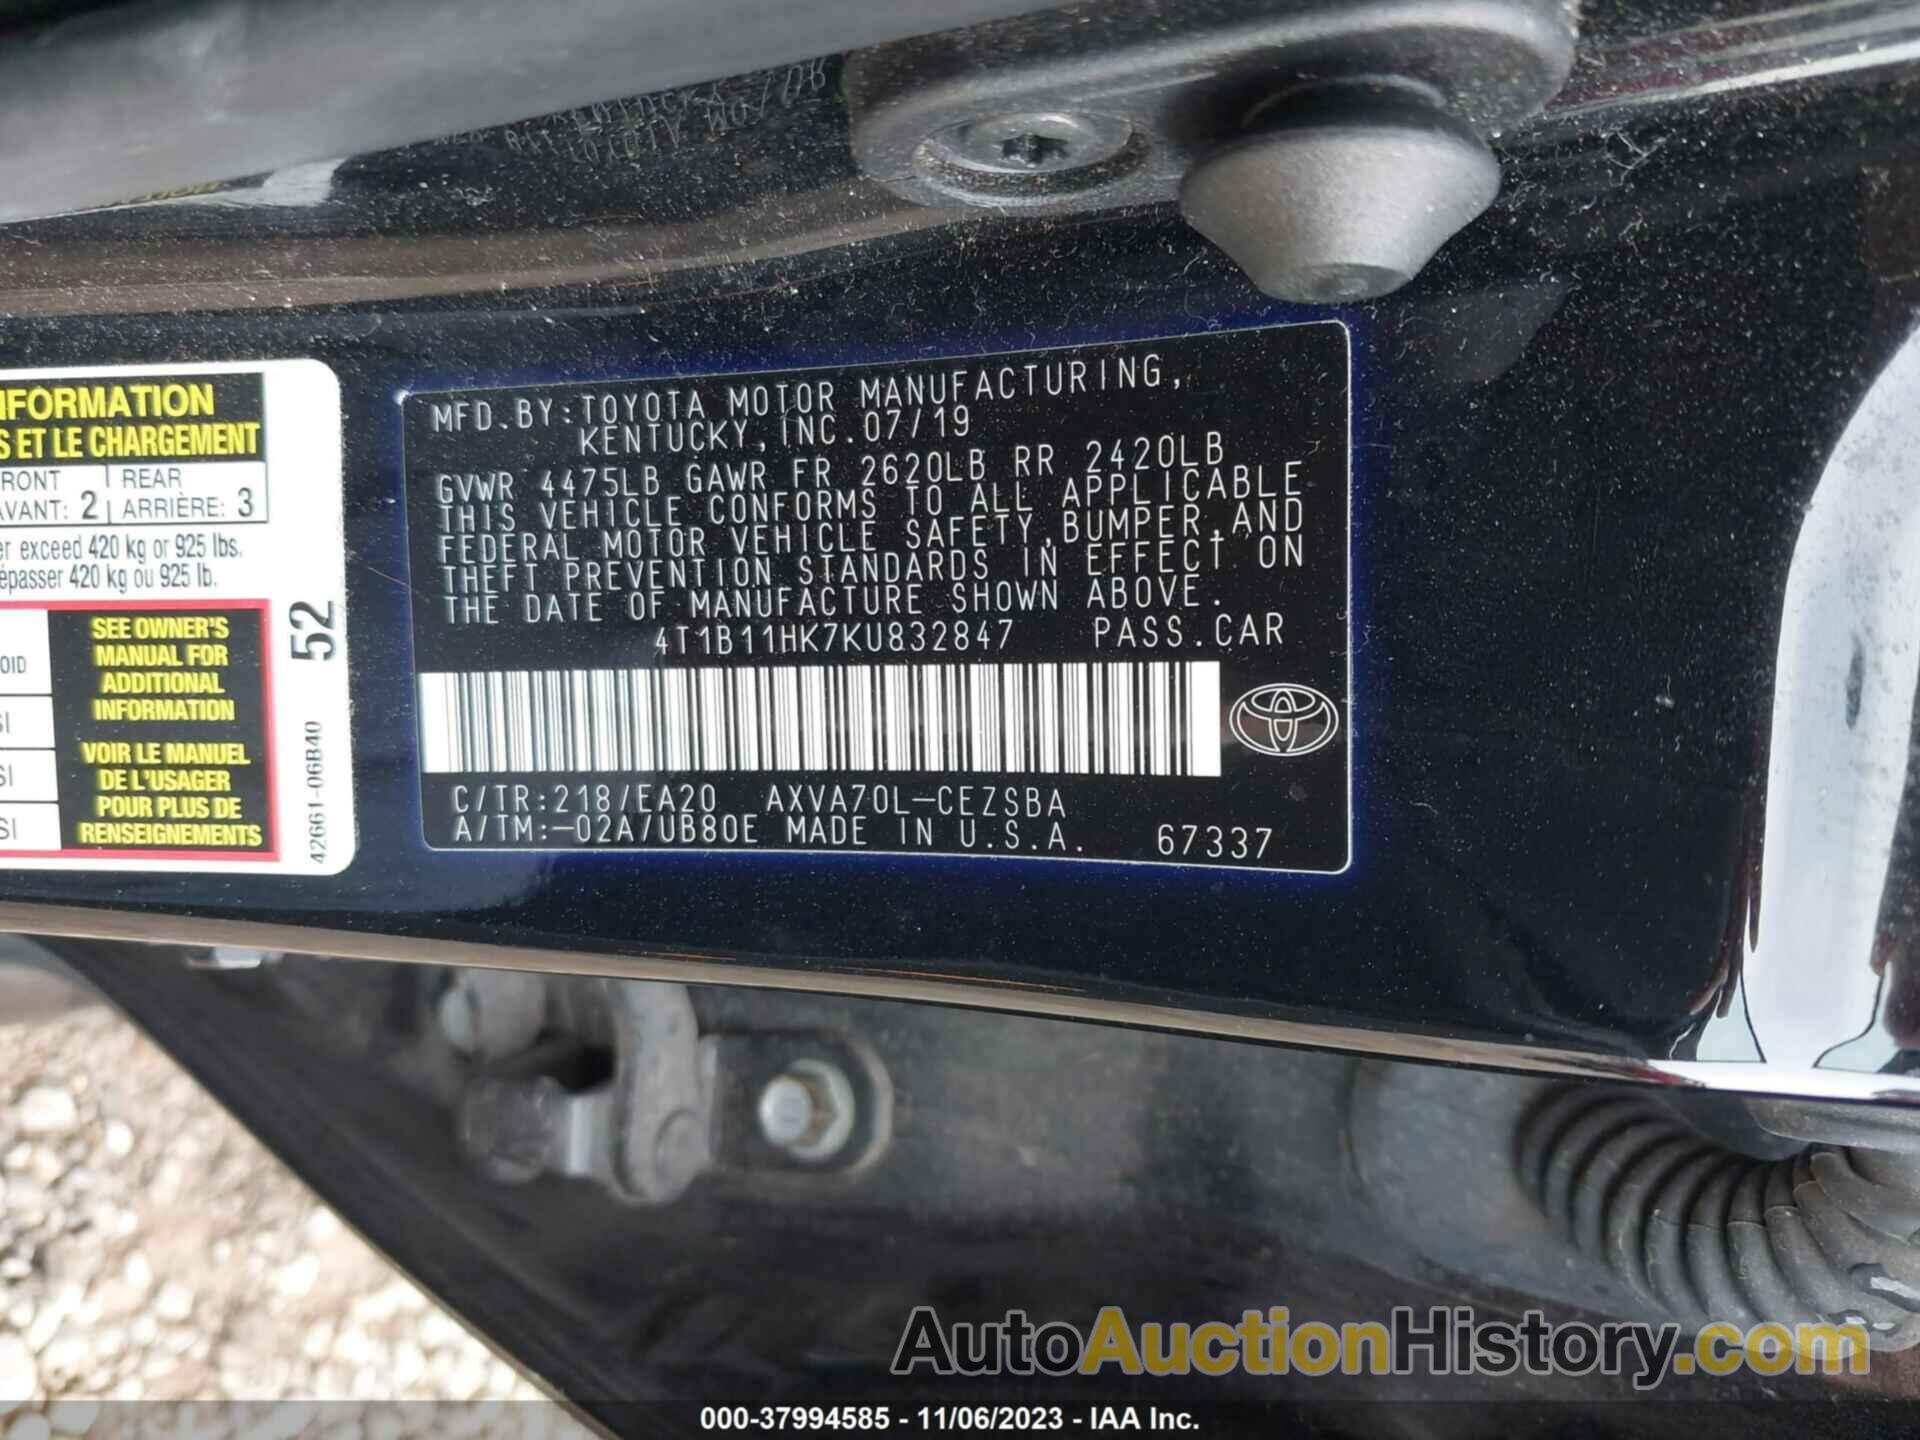 NFORMATION
S ET LE CHARGEMENT
RONT REAR
AVANT: 2 ARRIÈRE: 3
er exceed 420 kg or 925 lbs.
épasser 420 kg ou 925 lb.
SEE OWNER'S
MANUAL FOR
ADDITIONAL
INFORMATION
VOIR LE MANUEL
DE L'USAGER
POUR PLUS DE
RENSEIGNEMENTS
OID
SI
SI
SI
52
42661-06B40
MFD. BY: TOYOTA MOTOR MANUFACTURING,
KENTUCKY, INC. 07/19
GVWR 4475LB GAWR FR 2620LB RR 2420LB
THIS VEHICLE CONFORMS TO ALL APPLICABLE
FEDERAL MOTOR VEHICLE SAFETY, BUMPER, AND
THEFT PREVENTION STANDARDS IN EFFECT ON
THE DATE OF MANUFACTURE SHOWN ABOVE.
4T1B11HK7KU832847 PASS. CAR
C/TR: 218/EA20 AXVA70L-CEZSBA
A/TM: -02A/UB80E MADE IN U.S.A. 67337
AutoAuctionHistory.com
000-37994585 - 11/06/2023 - IAA Inc.